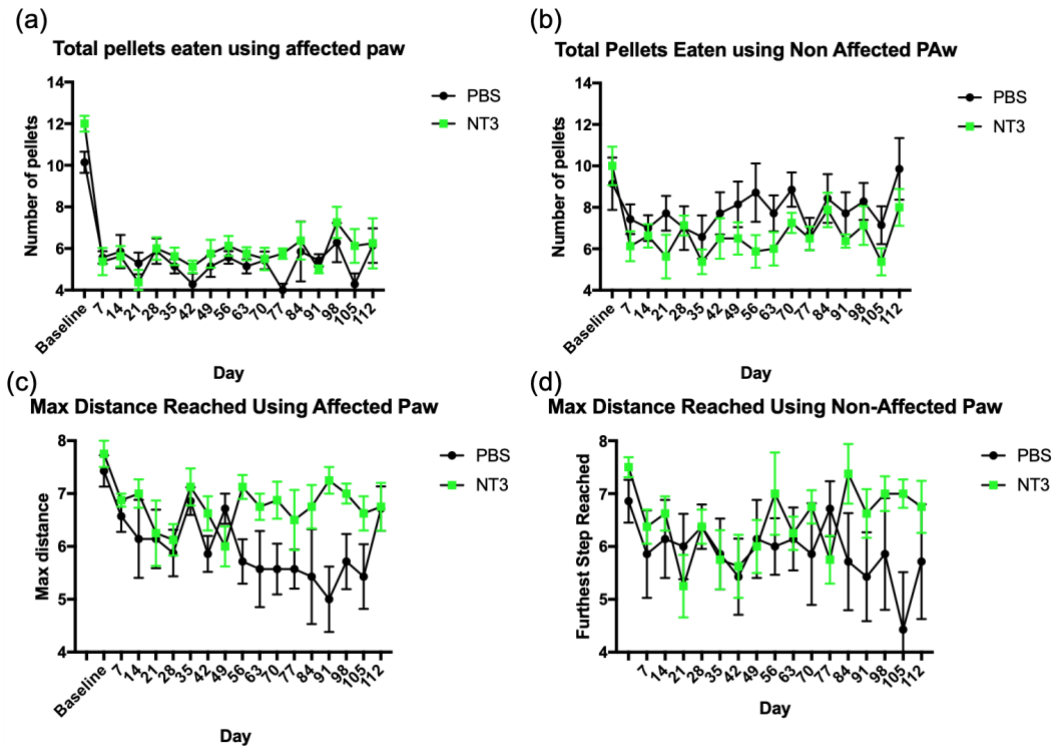 (a)
Total pellets eaten using affected paw
Number of pellets
14
12
10
8
6
4
Baseline 7 14 21 28 35 42 49 56 63 70 77 84 91 98 105 112
Day
PBS
NT3
(b)
Total Pellets Eaten using Non Affected PAw
Number of pellets
14
12
10
8
6
4
Baseline 7 14 21 28 35 42 49 56 63 70 77 84 91 98 105 112
Day
PBS
NT3
(c)
Max Distance Reached Using Affected Paw
Max distance
8
7
6
5
4
Baseline 7 14 21 28 35 42 49 56 63 70 77 84 91 98 105 112
Day
PBS
NT3
(d)
Max Distance Reached Using Non-Affected Paw
Furthest Step Reached
8
7
6
5
4
7 14 21 28 35 42 49 56 63 70 77 84 91 98 105 112
Day
PBS
NT3